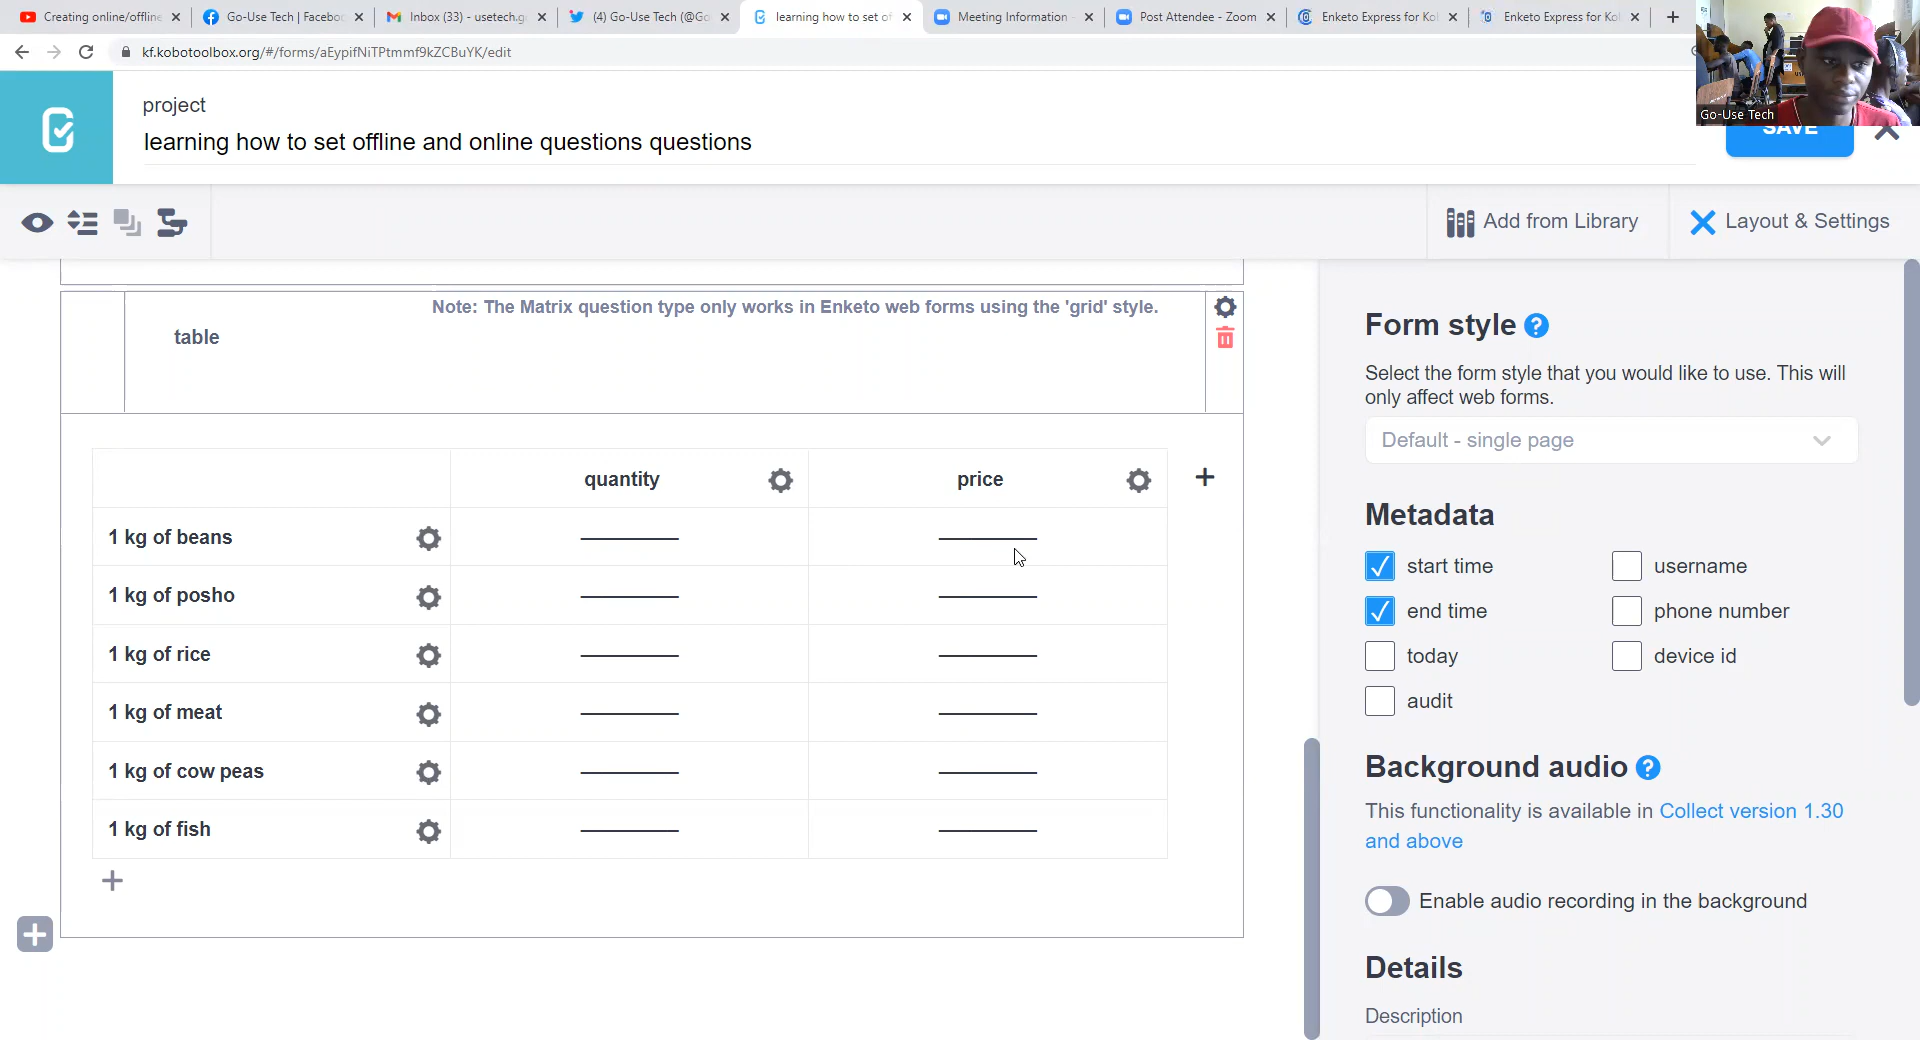 Creating online/offline
Go-Use Tech | Faceboo
Inbox (33) - usetech.g
(4) Go-Use Tech (@Go
learning how to set of
Meeting Information
Post Attendee - Zoom
Enketo Express for Ko
Enketo Express for Ko
kf.kobotoolbox.org/#/forms/aEypifNiTPtmmf9kZCBuYK/edit
Go-Use Tech
project
learning how to set offline and online questions questions
SAVE
Add from Library
Layout & Settings
Note: The Matrix question type only works in Enketo web forms using the 'grid' style.
table
quantity
price
1 kg of beans
1 kg of posho
1 kg of rice
1 kg of meat
1 kg of cow peas
1 kg of fish
Form style
Select the form style that you would like to use. This will
only affect web forms.
Default - single page
Metadata
start time
username
end time
phone number
today
device id
audit
Background audio
This functionality is available in Collect version 1.30
and above
Enable audio recording in the background
Details
Description